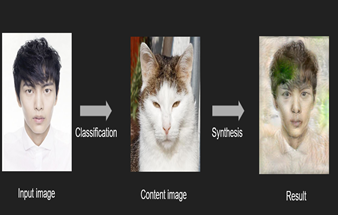 Classification
Synthesis
Input image
Content image
Result